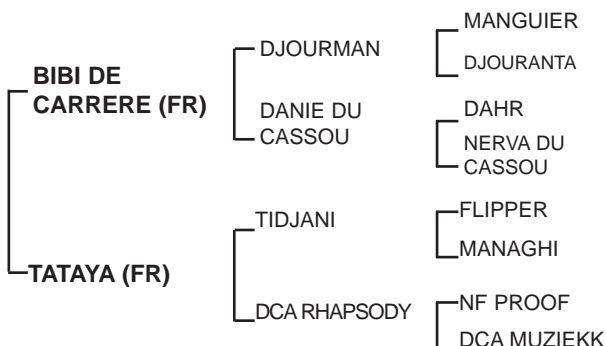 MANGUIER
DJOURMAN
DJOURANTA
BIBI DE
CARRERE (FR)
DANIE DU
CASSOU
DAHR
NERVA DU
CASSOU
FLIPPER
TIDJANI
MANAGHI
TATAYA (FR)
NF PROOF
DCA RHAPSODY
DCA MUZIEKK